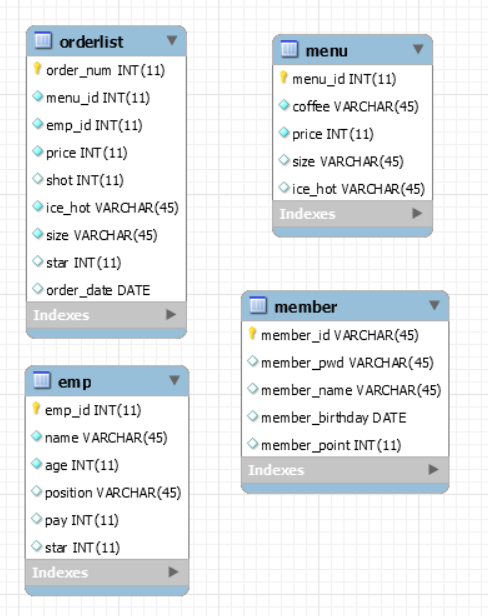 orderlist
order_num INT(11)
menu_id INT(11)
emp_id INT(11)
price INT(11)
shot INT(11)
ice_hot VARCHAR(45)
size VARCHAR(45)
star INT(11)
order_date DATE
Indexes
menu
menu_id INT(11)
coffee VARCHAR(45)
price INT(11)
size VARCHAR(45)
ice_hot VARCHAR(45)
Indexes
emp
emp_id INT(11)
name VARCHAR(45)
age INT(11)
position VARCHAR(45)
pay INT(11)
star INT(11)
Indexes
member
member_id VARCHAR(45)
member_pwd VARCHAR(45)
member_name VARCHAR(45)
member_birthday DATE
member_point INT(11)
Indexes